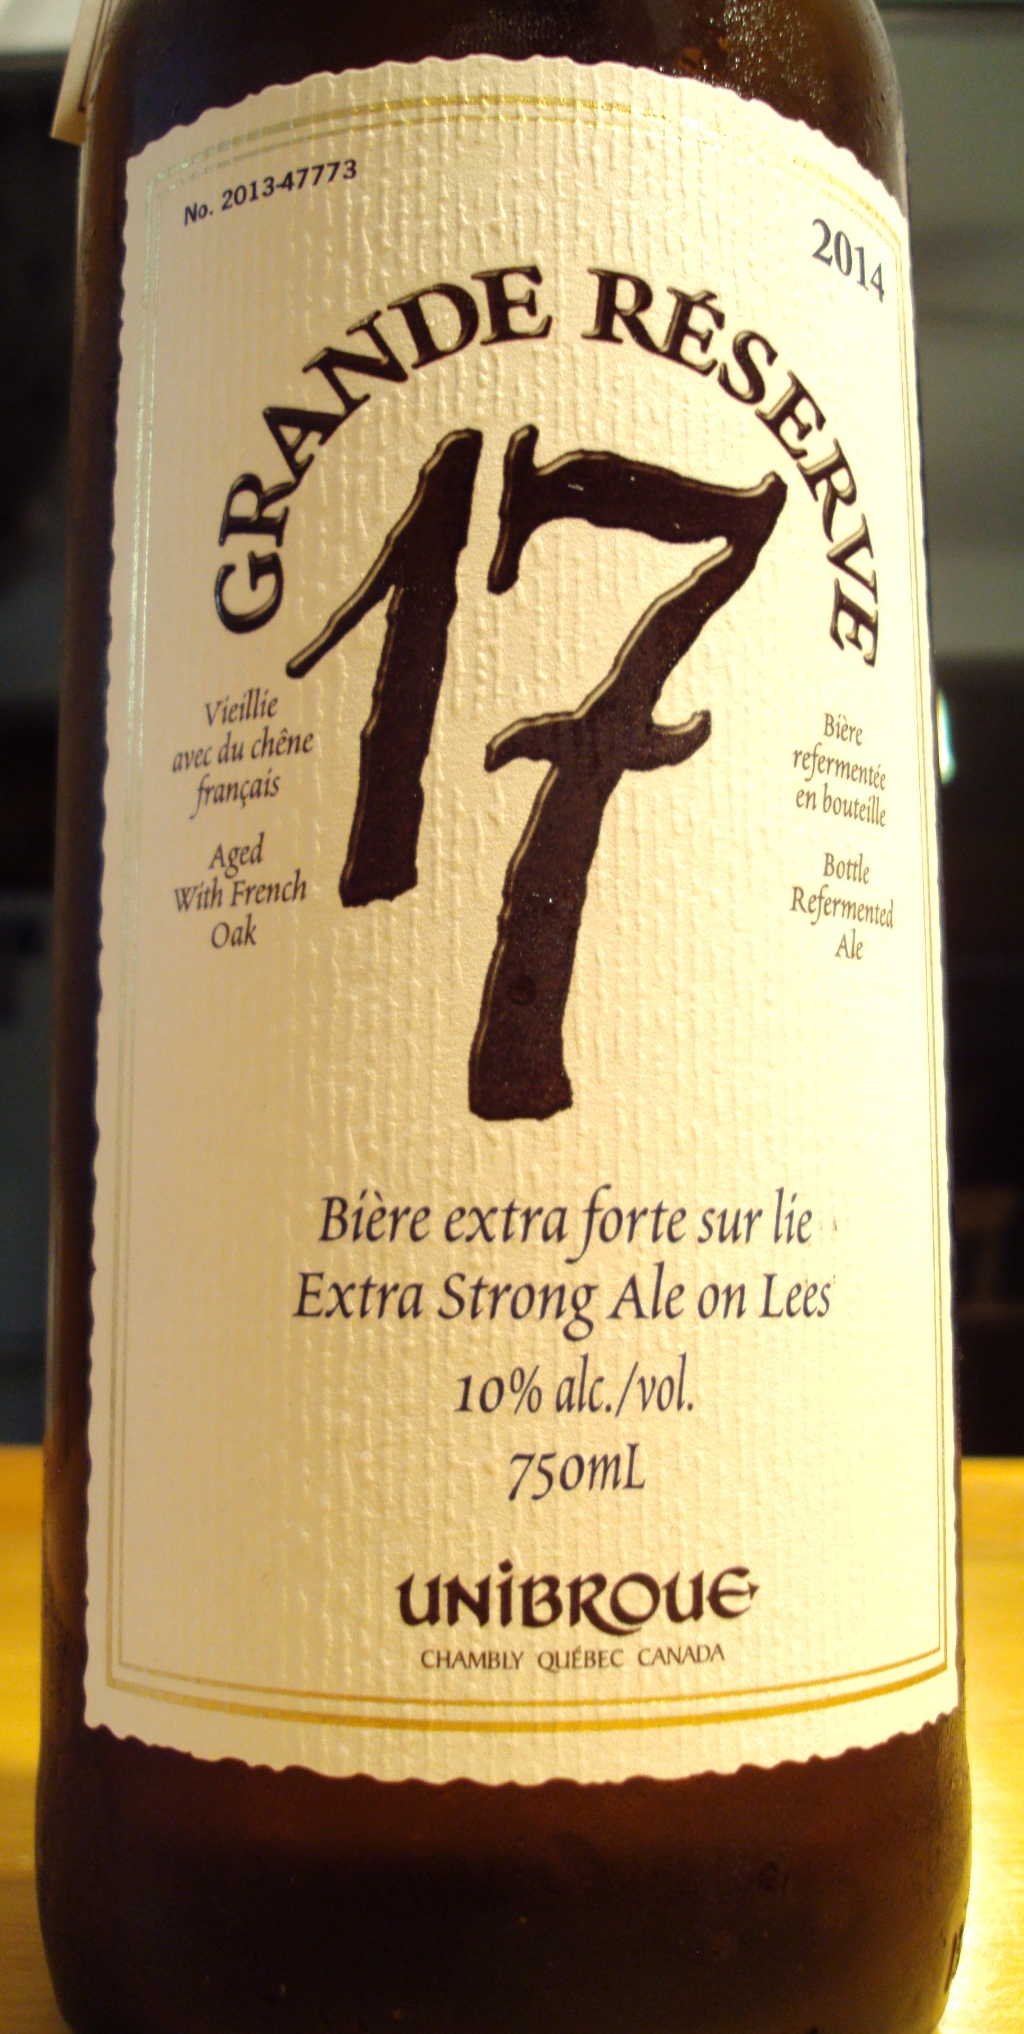 No. 2013-47773
2014
GRANDE RÉSERVE
17
Vieillie
avec du chêne
français
Aged
With French
Oak
Bière
refermentée
en bouteille
Bottle
Refermented
Ale
Bière extra forte sur lie
Extra Strong Ale on Lees
10% alc./vol.
750mL
UNIBROUE
CHAMBLY QUÉBEC CANADA